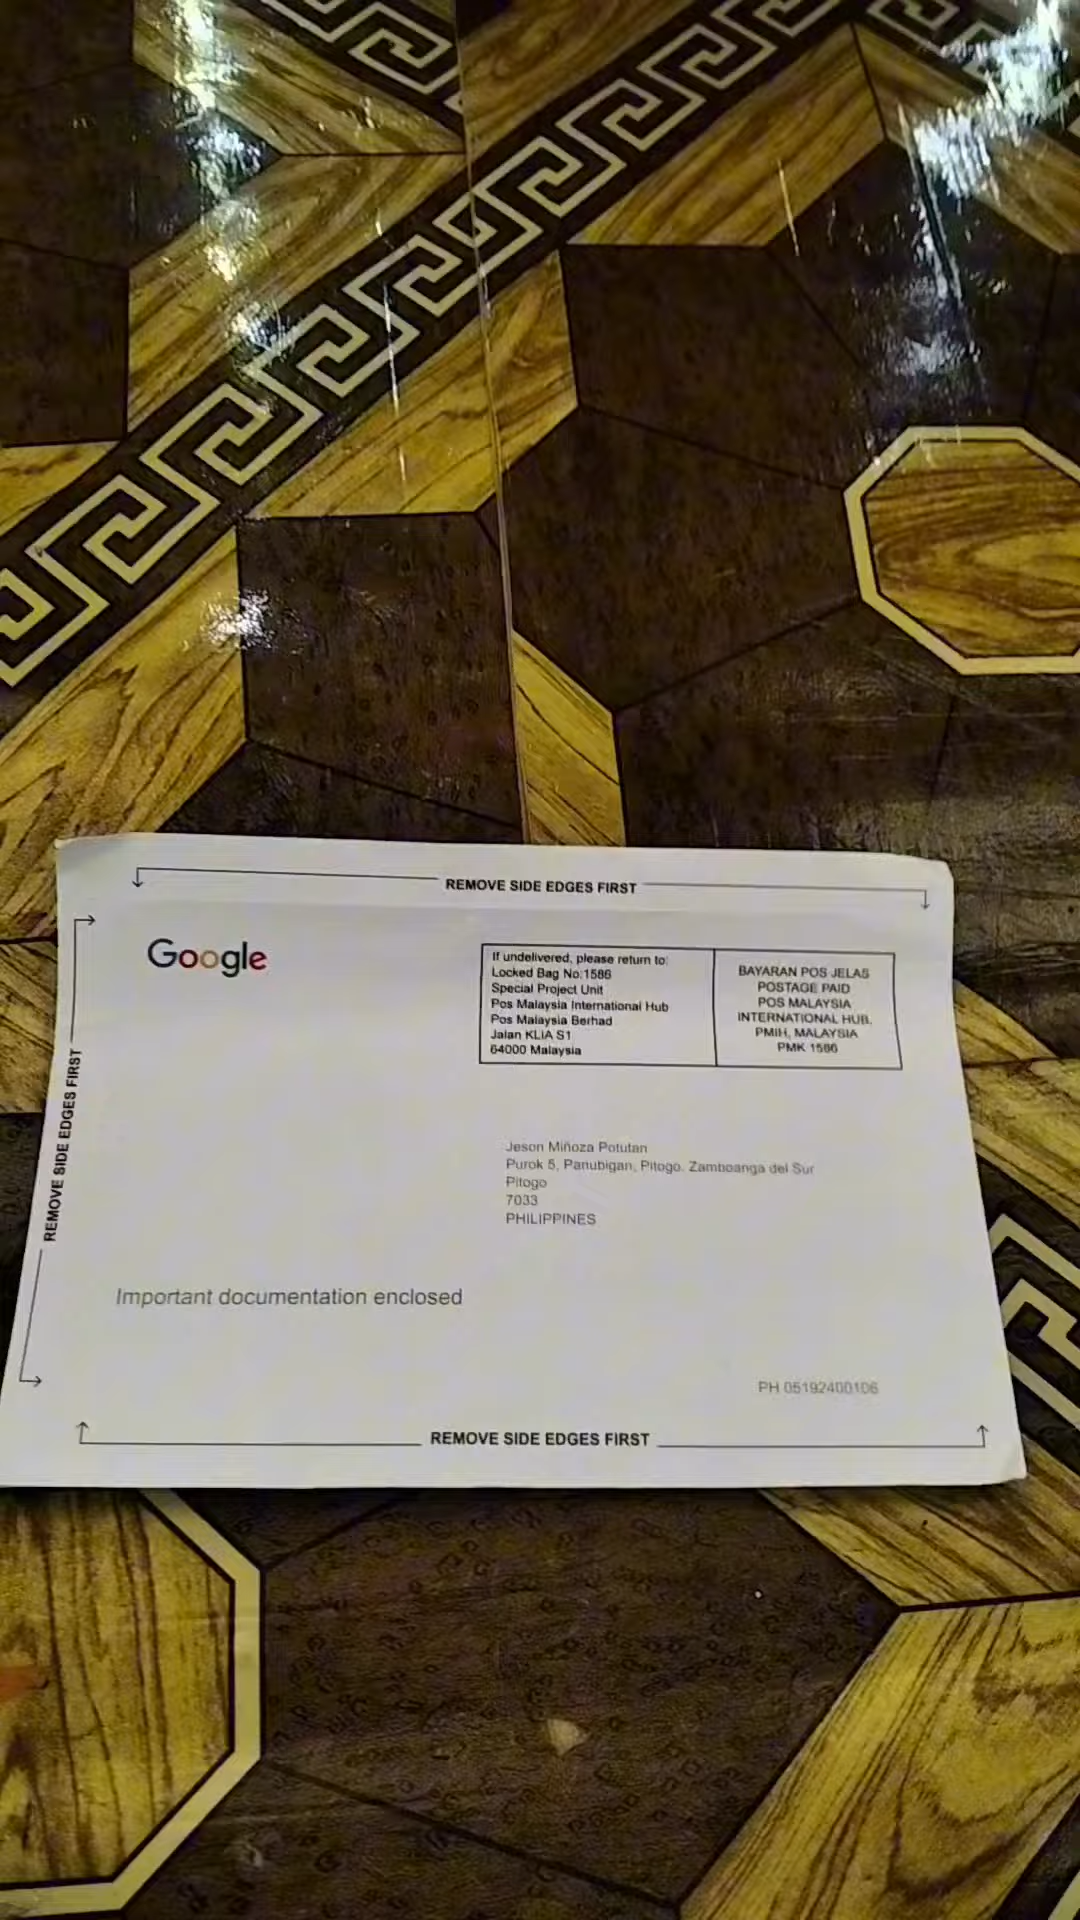 REMOVE SIDE EDGES FIRST
Google
If undelivered, please return to:
Locked Bag No:1586
Special Project Unit
Pos Malaysia International Hub
Pos Malaysia Berhad
Jalan KLIA S1
64000 Malaysia
BAYARAN POS JELAS
POSTAGE PAID
POS MALAYSIA
INTERNATIONAL HUB,
PMIH, MALAYSIA
PMK 1586
REMOVE SIDE EDGES FIRST
Jeson Miñoza Potutan
Purok 5, Panubigan, Pitogo, Zamboanga del Sur
Pitogo
7033
PHILIPPINES
Important documentation enclosed
PH 05192400106
REMOVE SIDE EDGES FIRST